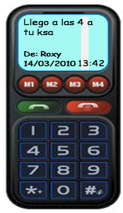 Llego a las 4 a
tu ksa
De: Roxy
14/03/2010 13:42
M1 M2 M3 M4
1 2 3
4 5 6
7 8 9
*+ 0 #